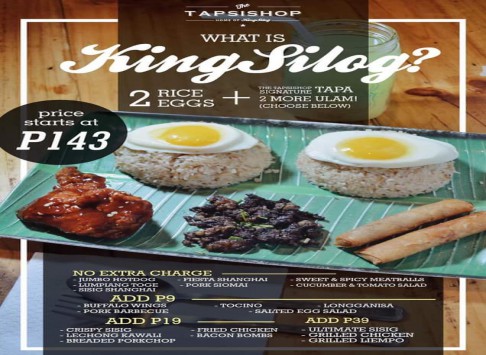 The
TAPSISHOP
HOME OF KingSilog
WHAT IS
KingSilog?
2 RICE EGGS + THE TAPSISHOP SIGNATURE TAPA
2 MORE ULAM!
(CHOOSE BELOW)
price
starts at
P143
NO EXTRA CHARGE
- JUMBO HOTDOG
- LUMPIANG TOGE
- SISIG SHANGHAI
- FIESTA SHANGHAI
- PORK SIOMAI
- SWEET & SPICY MEATBALLS
- CUCUMBER & TOMATO SALAD
ADD P9
- BUFFALO WINGS
- PORK BARBECUE
- TOCINO
- SALTED EGG SALAD
- LONGGANISA
ADD P19
- CRISPY SISIG
- LECHONG KAWALI
- BREADED PORKCHOP
- FRIED CHICKEN
- BACON BOMBS
ADD P39
- ULTIMATE SISIG
- GRILLED CHICKEN
- GRILLED LIEMPO